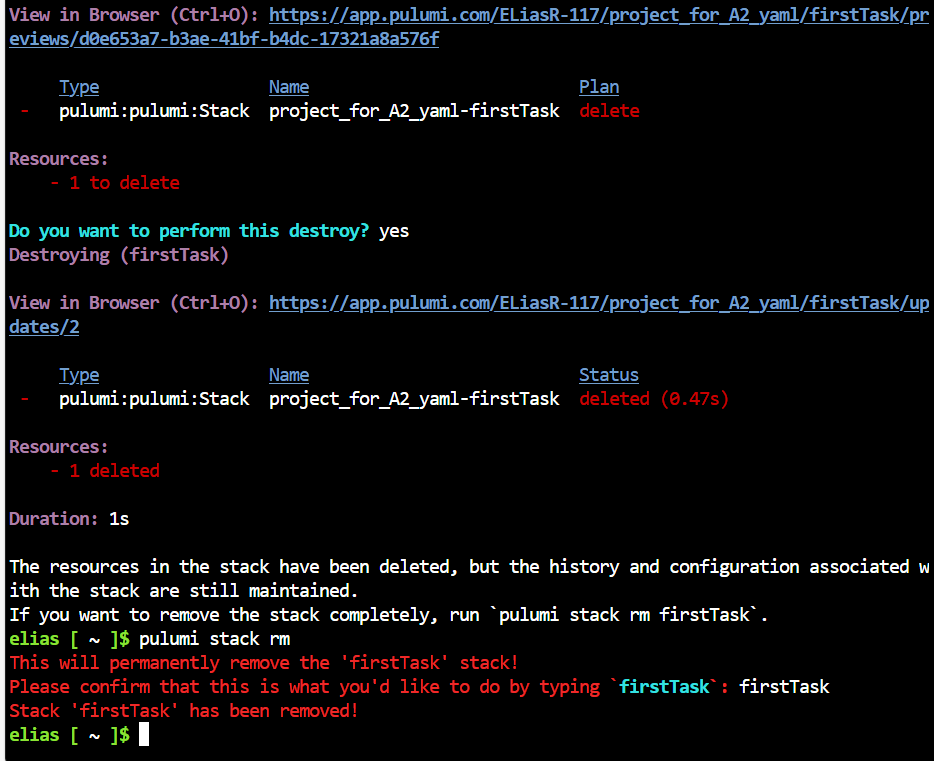 View in Browser (Ctrl+O): https://app.pulumi.com/ELiasR-117/project_for_A2_yaml/firstTask/pr
eviews/d0e653a7-b3ae-41bf-b4dc-17321a8a576f
Type Name Plan
- pulumi:pulumi:Stack project_for_A2_yaml-firstTask delete
Resources:
- 1 to delete
Do you want to perform this destroy? yes
Destroying (firstTask)
View in Browser (Ctrl+O): https://app.pulumi.com/ELiasR-117/project_for_A2_yaml/firstTask/up
dates/2
Type Name Status
- pulumi:pulumi:Stack project_for_A2_yaml-firstTask deleted (0.47s)
Resources:
- 1 deleted
Duration: 1s
The resources in the stack have been deleted, but the history and configuration associated w
ith the stack are still maintained.
If you want to remove the stack completely, run `pulumi stack rm firstTask`.
elias [ ~ ]$ pulumi stack rm
This will permanently remove the 'firstTask' stack!
Please confirm that this is what you'd like to do by typing `firstTask`: firstTask
Stack 'firstTask' has been removed!
elias [ ~ ]$